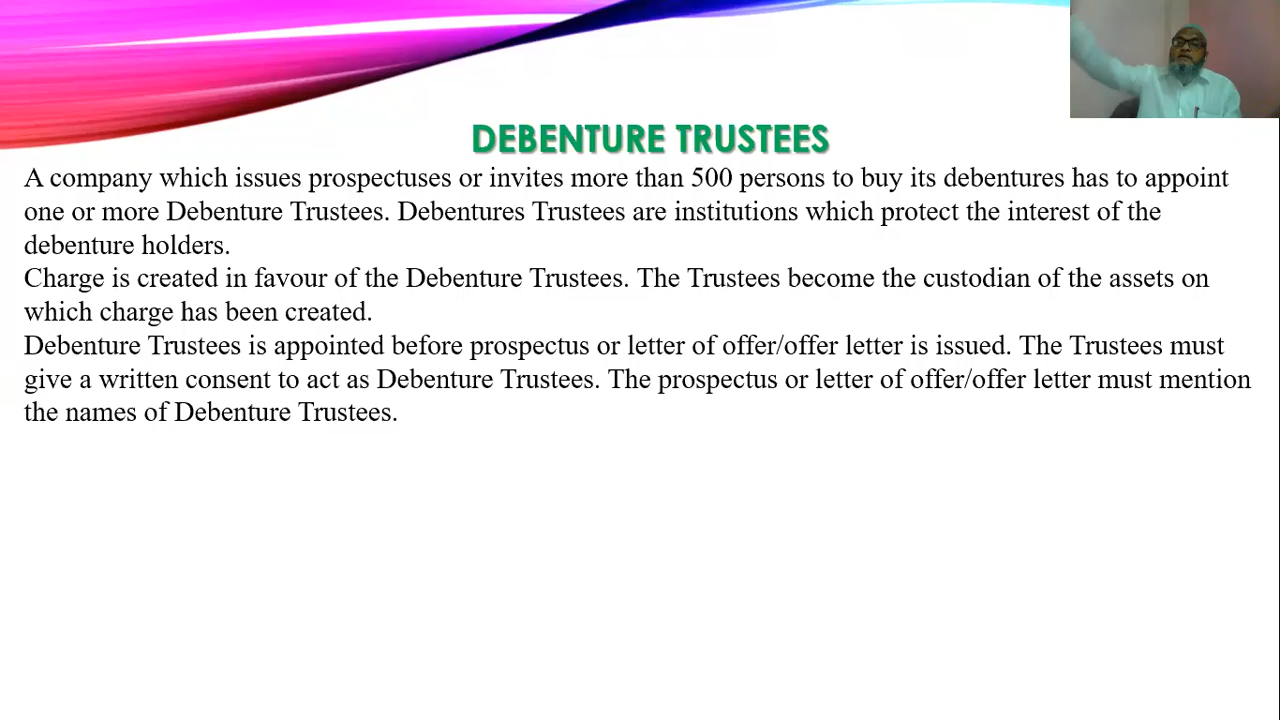 DEBENTURE TRUSTEES
A company which issues prospectuses or invites more than 500 persons to buy its debentures has to appoint
one or more Debenture Trustees. Debentures Trustees are institutions which protect the interest of the
debenture holders.
Charge is created in favour of the Debenture Trustees. The Trustees become the custodian of the assets on
which charge has been created.
Debenture Trustees is appointed before prospectus or letter of offer/offer letter is issued. The Trustees must
give a written consent to act as Debenture Trustees. The prospectus or letter of offer/offer letter must mention
the names of Debenture Trustees.